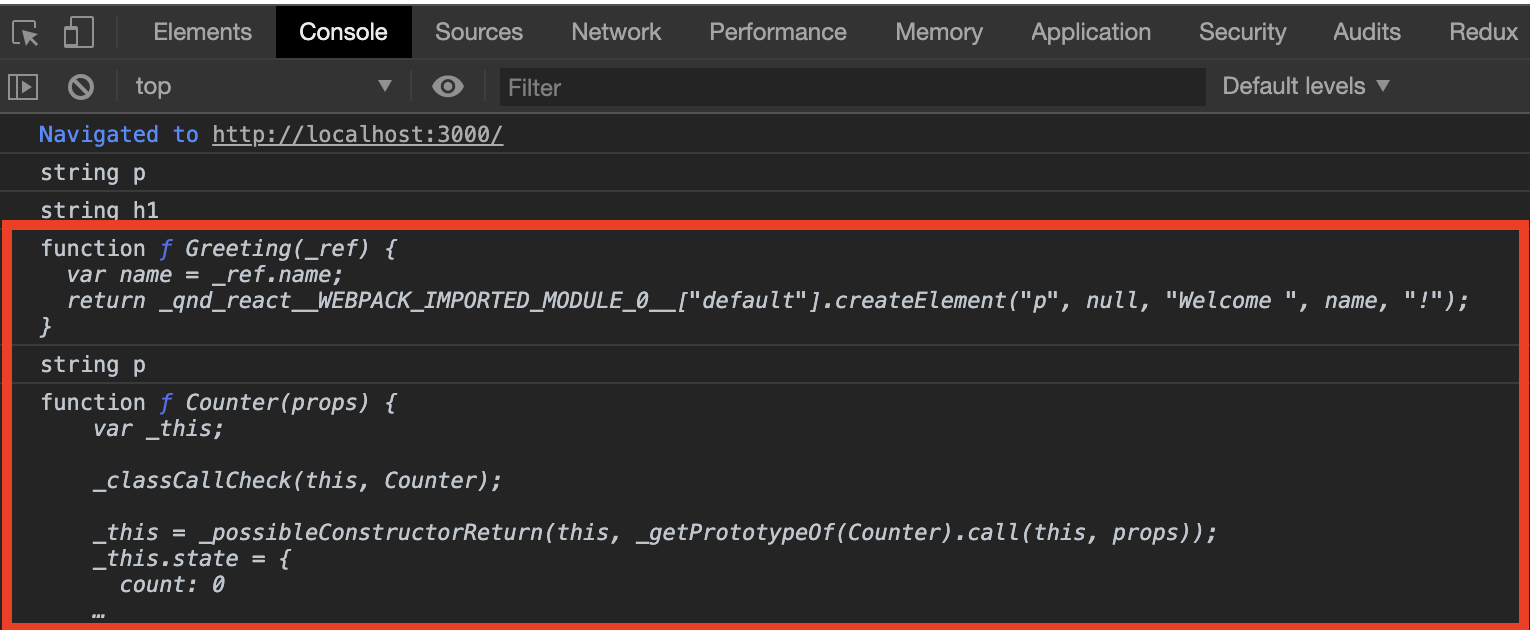 Elements Console Sources Network Performance Memory Application Security Audits Redux
top ▼ Filter Default levels ▼
Navigated to http://localhost:3000/
string p
string h1
function ƒ Greeting(_ref) {
  var name = _ref.name;
  return _qnd_react__WEBPACK_IMPORTED_MODULE_0__["default"].createElement("p", null, "Welcome ", name, "!");
}
string p
function ƒ Counter(props) {
    var _this;
    _classCallCheck(this, Counter);
    _this = _possibleConstructorReturn(this, _getPrototypeOf(Counter).call(this, props));
    _this.state = {
      count: 0
    …